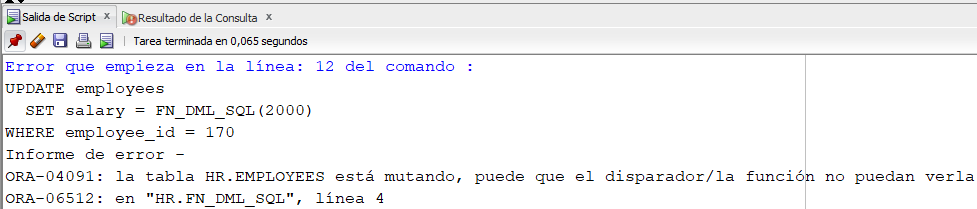 Salida de Script x Resultado de la Consulta x
Tarea terminada en 0,065 segundos
Error que empieza en la línea: 12 del comando :
UPDATE employees
SET salary = FN_DML_SQL(2000)
WHERE employee_id = 170
Informe de error -
ORA-04091: la tabla HR.EMPLOYEES está mutando, puede que el disparador/la función no puedan verla
ORA-06512: en "HR.FN_DML_SQL", línea 4